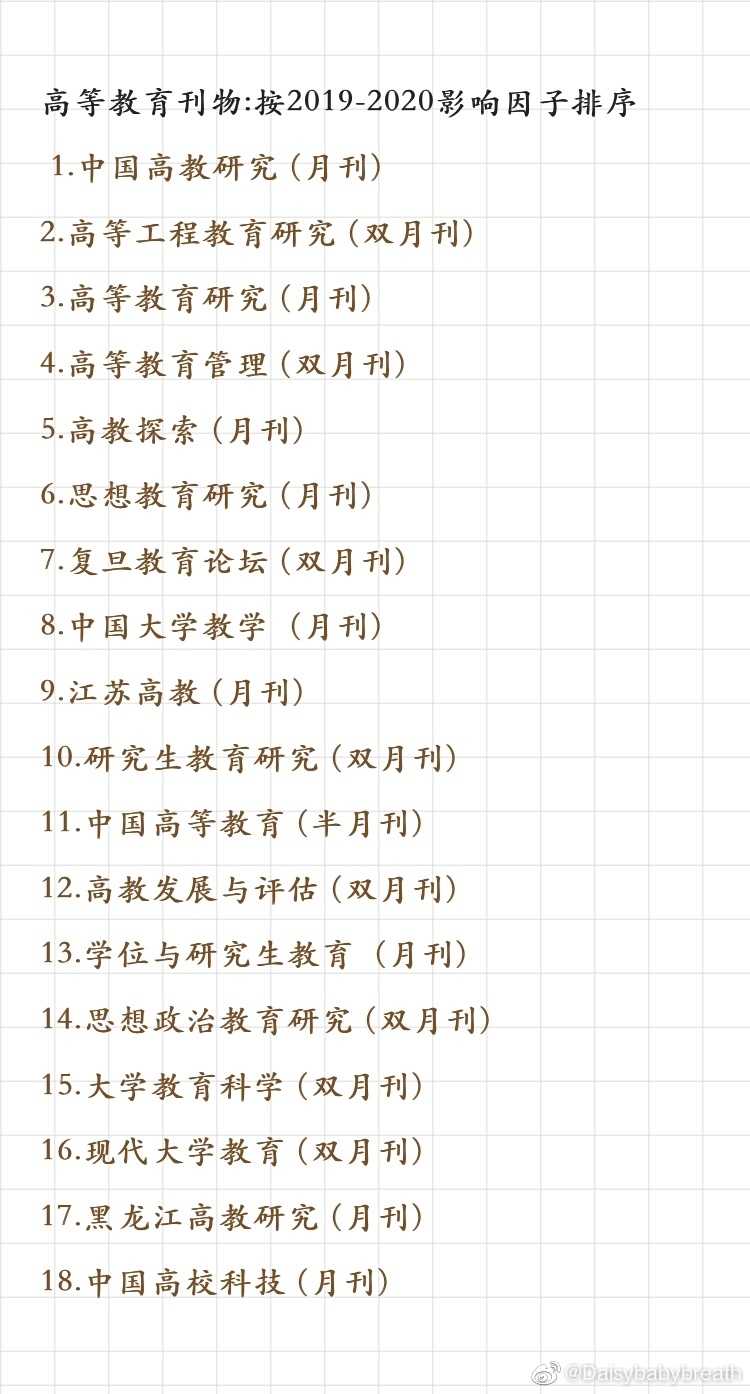 高等教育刊物:按2019-2020影响因子排序
1.中国高教研究(月刊)
2.高等工程教育研究(双月刊)
3.高等教育研究(月刊)
4.高等教育管理(双月刊)
5.高教探索(月刊)
6.思想教育研究(月刊)
7.复旦教育论坛(双月刊)
8.中国大学教学 (月刊)
9.江苏高教(月刊)
10.研究生教育研究(双月刊)
11.中国高等教育(半月刊)
12.高教发展与评估(双月刊)
13.学位与研究生教育 (月刊)
14.思想政治教育研究(双月刊)
15.大学教育科学(双月刊)
16.现代大学教育(双月刊)
17.黑龙江高教研究(月刊)
18.中国高校科技(月刊)
@Daisybabybreath